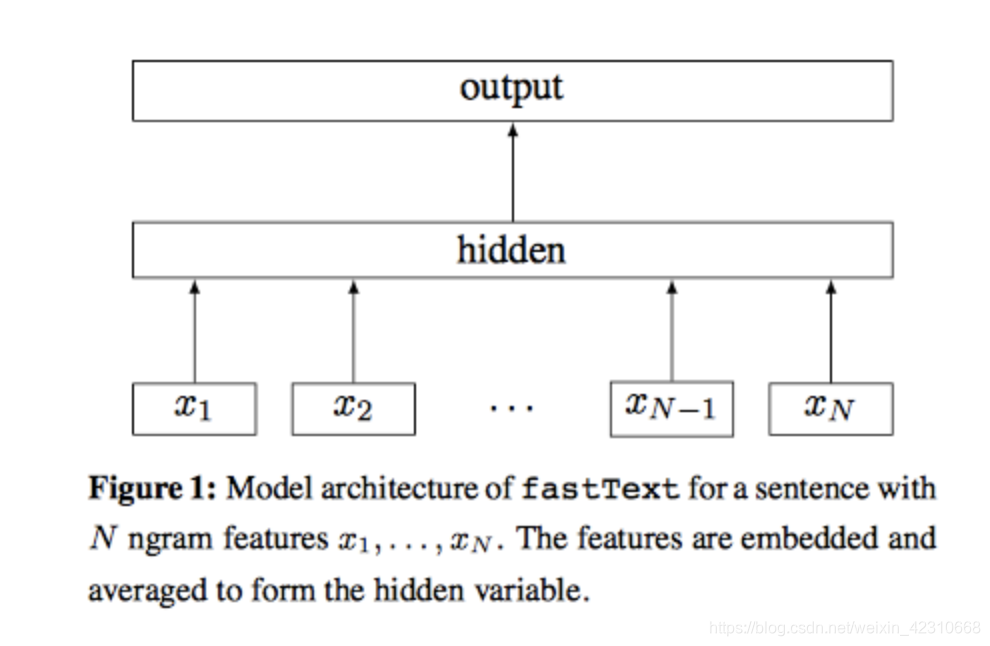 output
hidden
x1 x2 ... xN−1 xN
Figure 1: Model architecture of fastText for a sentence with
N ngram features x1, . . . , xN. The features are embedded and
averaged to form the hidden variable.
https://blog.csdn.net/weixin_42310668